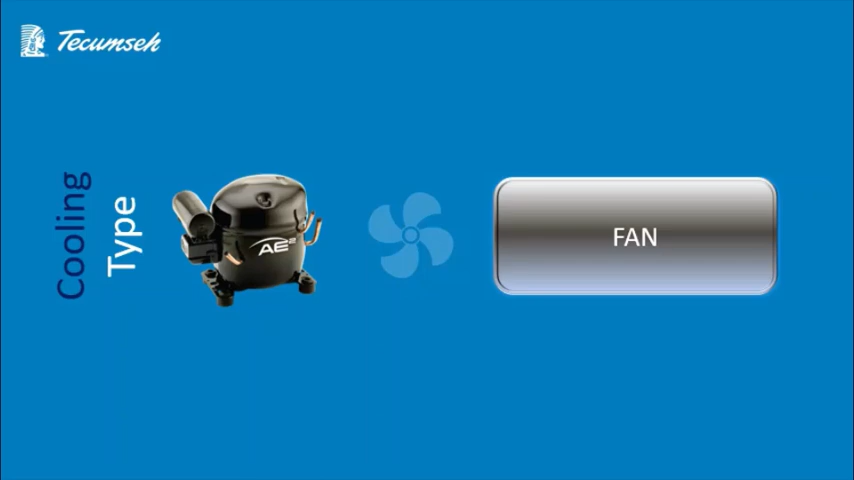 Tecumseh
Cooling
Type
AE²
FAN